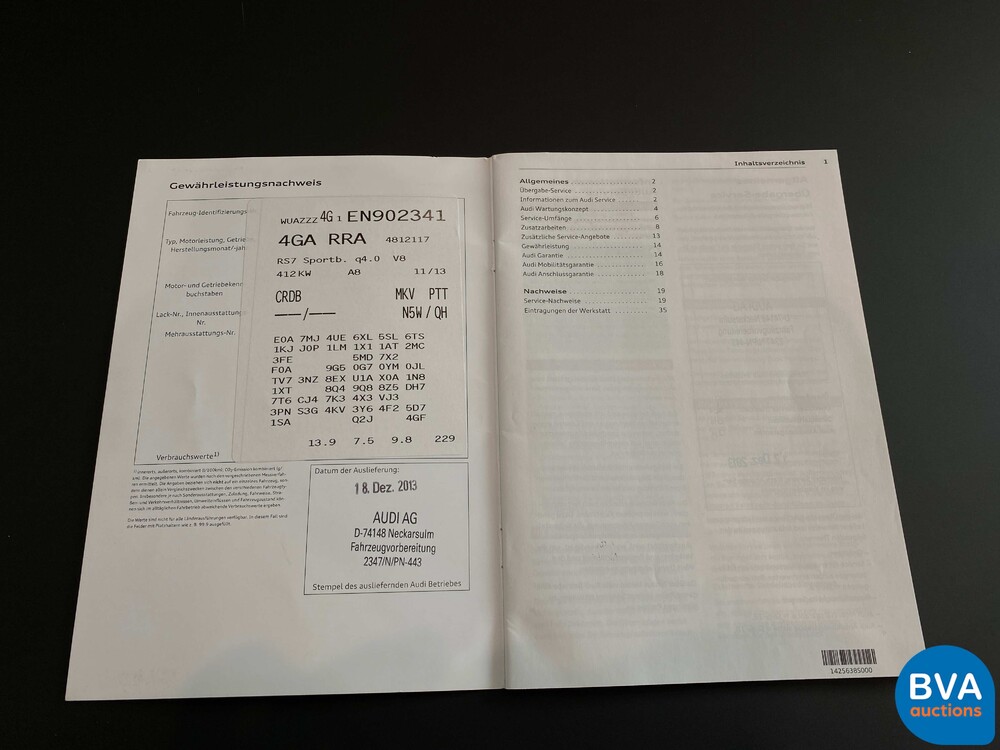 Gewährleistungsnachweis
Fahrzeug-Identifizierungs
WUAZZZ 4G 1 EN902341
Typ, Motorleistung, Getrie
Herstellungsmonat/-jah
4GA RRA 4812117
RS7 Sportb. q4.0 V8
412KW A8 11/13
Motor- und Getriebekenn
buchstaben
CRDB MKV PTT
Lack-Nr., Innenausstattung
Nr.
——/—— N5W / QH
Mehrausstattungs-Nr.
E0A 7MJ 4UE 6XL 5SL 6TS
1KJ J0P 1LM 1X1 1AT 2MC
3FE 5MD 7X2
F0A 9G5 0G7 0YM 0JL
TV7 3NZ 8EX U1A X0A 1N8
1XT 8Q4 9Q8 8Z5 DH7
7T6 CJ4 7K3 4X3 VJ3
3PN S3G 4KV 3Y6 4F2 5D7
1SA Q2J 4GF
Verbrauchswerte1)
13.9 7.5 9.8 229
Datum der Auslieferung:
18. Dez. 2013
AUDI AG
D-74148 Neckarsulm
Fahrzeugvorbereitung
2347/N/PN-443
Stempel des ausliefernden Audi Betriebes
Inhaltsverzeichnis 1
Allgemeines 2
Übergabe-Service 2
Informationen zum Audi Service 2
Audi Wartungskonzept 4
Service-Umfänge 6
Zusatzarbeiten 8
Zusätzliche Service-Angebote 13
Gewährleistung 14
Audi Garantie 14
Audi Mobilitätsgarantie 16
Audi Anschlussgarantie 18
Nachweise 19
Service-Nachweise 19
Eintragungen der Werkstatt 35
14256385000
BVA
auctions